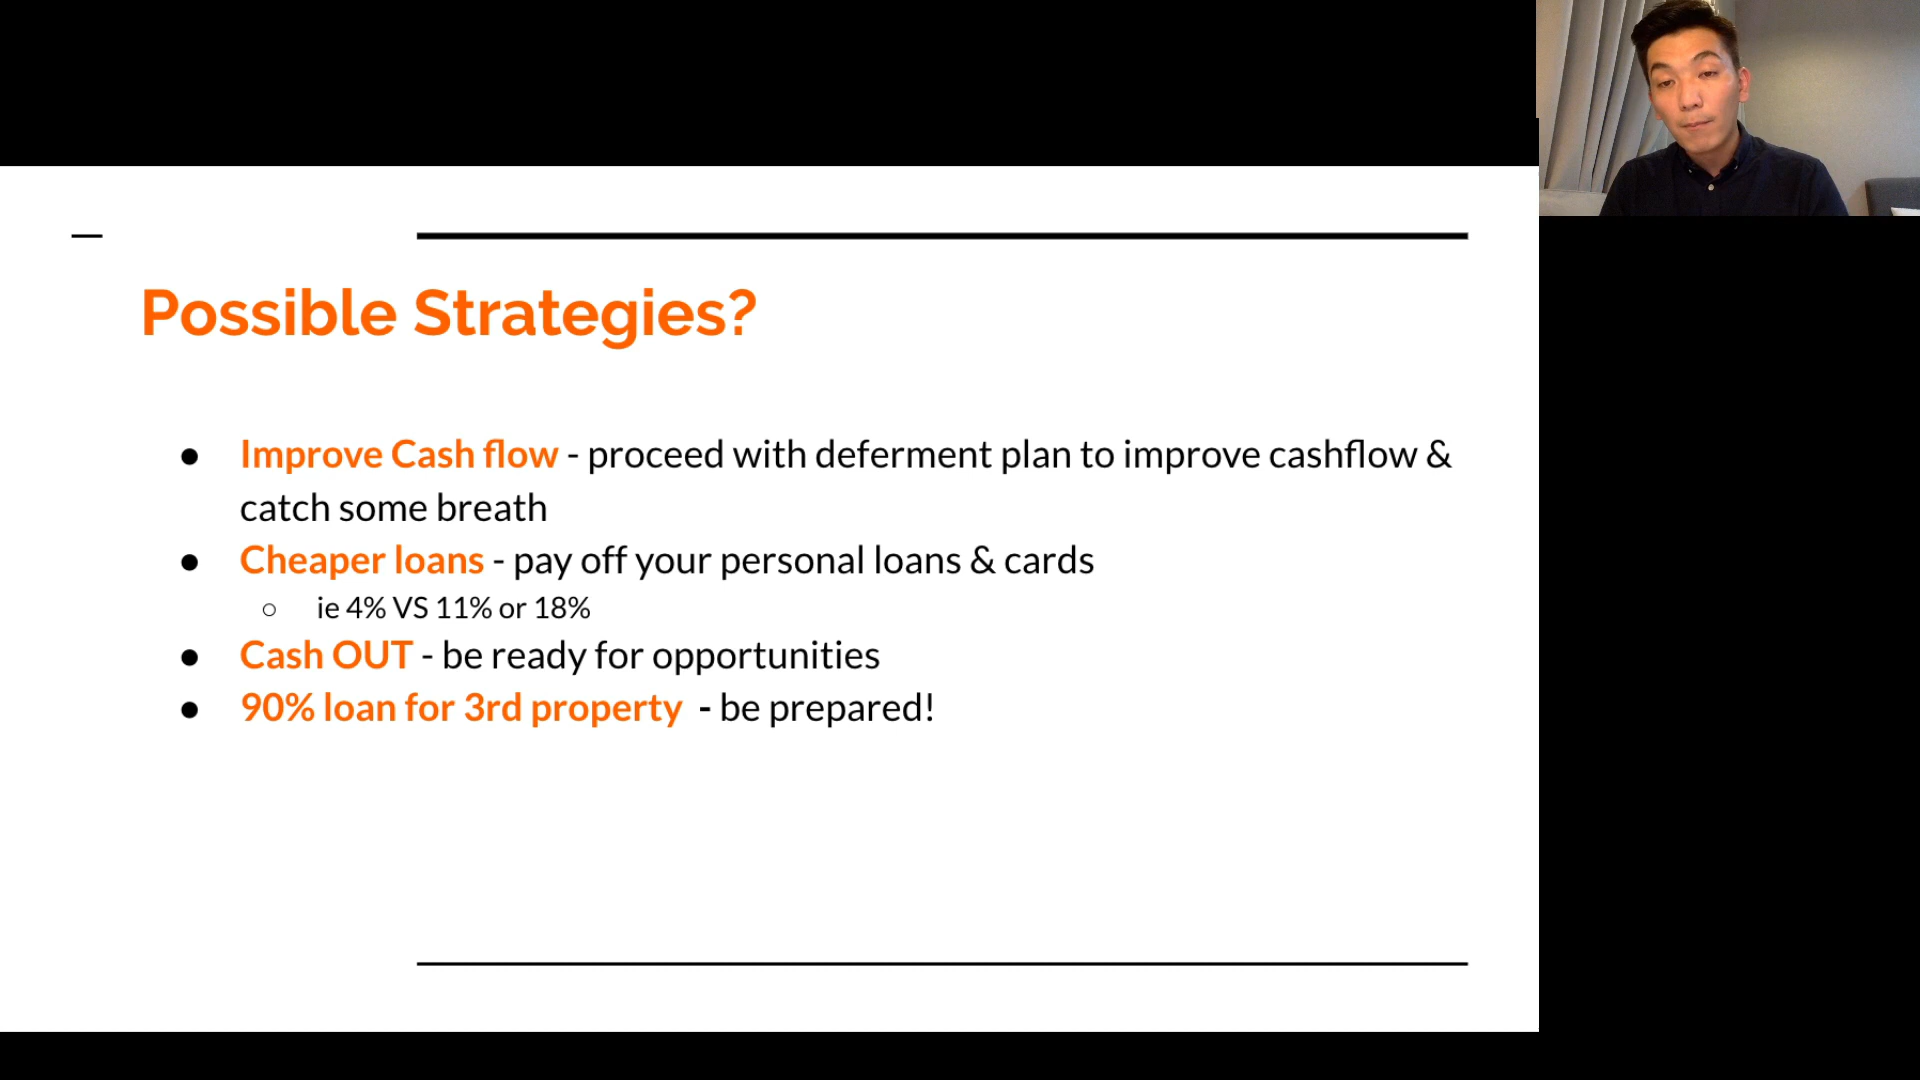 Possible Strategies?
● Improve Cash flow - proceed with deferment plan to improve cashflow &
catch some breath
● Cheaper loans - pay off your personal loans & cards
○ ie 4% VS 11% or 18%
● Cash OUT - be ready for opportunities
● 90% loan for 3rd property - be prepared!